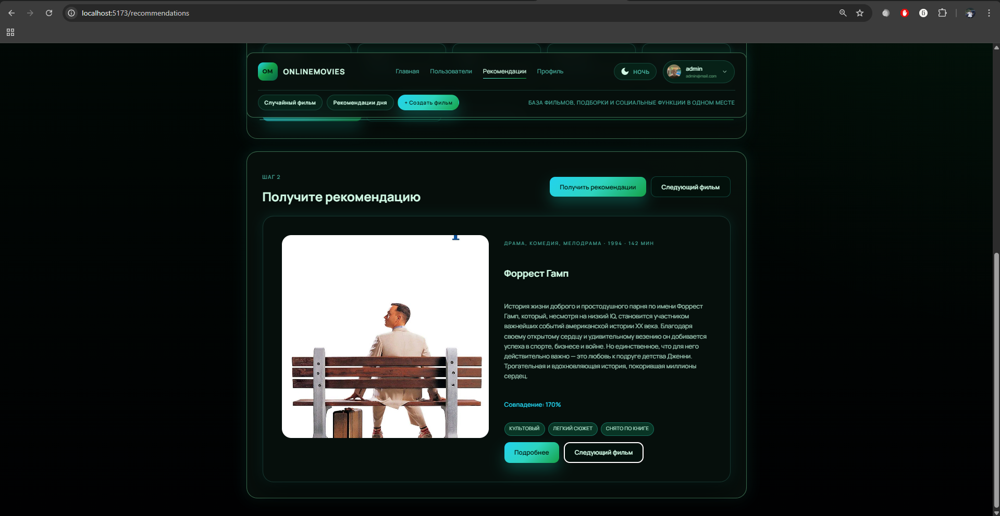 localhost:5173/recommendations
OM ONLINEMOVIES
Главная Пользователи Рекомендации Профиль
НОЧЬ
admin
admin@mail.com
Случайный фильм Рекомендации дня + Создать фильм
БАЗА ФИЛЬМОВ, ПОДБОРКИ И СОЦИАЛЬНЫЕ ФУНКЦИИ В ОДНОМ МЕСТЕ
ШАГ 2
Получите рекомендацию
Получить рекомендации Следующий фильм
ДРАМА, КОМЕДИЯ, МЕЛОДРАМА · 1994 · 142 МИН
Форрест Гамп
История жизни доброго и простодушного парня по имени Форрест
Гамп, который, несмотря на низкий IQ, становится участником
важнейших событий американской истории XX века. Благодаря
своему открытому сердцу и удивительному везению он добивается
успеха в спорте, бизнесе и войне. Но единственное, что для него
действительно важно — это любовь к подруге детства Дженни.
Трогательная и вдохновляющая история, покорившая миллионы
сердец.
Совпадение: 170%
КУЛЬТОВЫЙ ЛЕГКИЙ СЮЖЕТ СНЯТО ПО КНИГЕ
Подробнее Следующий фильм